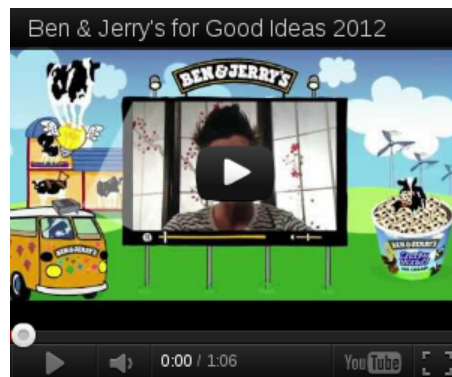 Ben & Jerry's for Good Ideas 2012
BEN & JERRY'S
BEN & JERRY'S
BEN & JERRY'S
0:00 / 1:06
YouTube